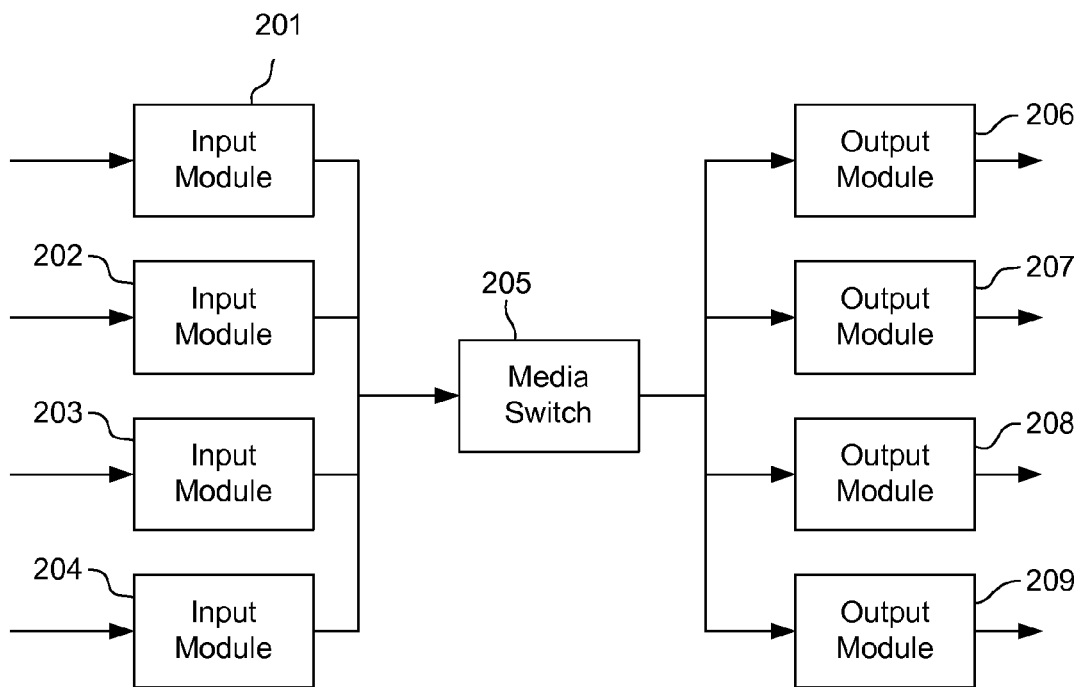 201
Input
Module
202
Input
Module
203
Input
Module
204
Input
Module
205
Media
Switch
206
Output
Module
207
Output
Module
208
Output
Module
209
Output
Module